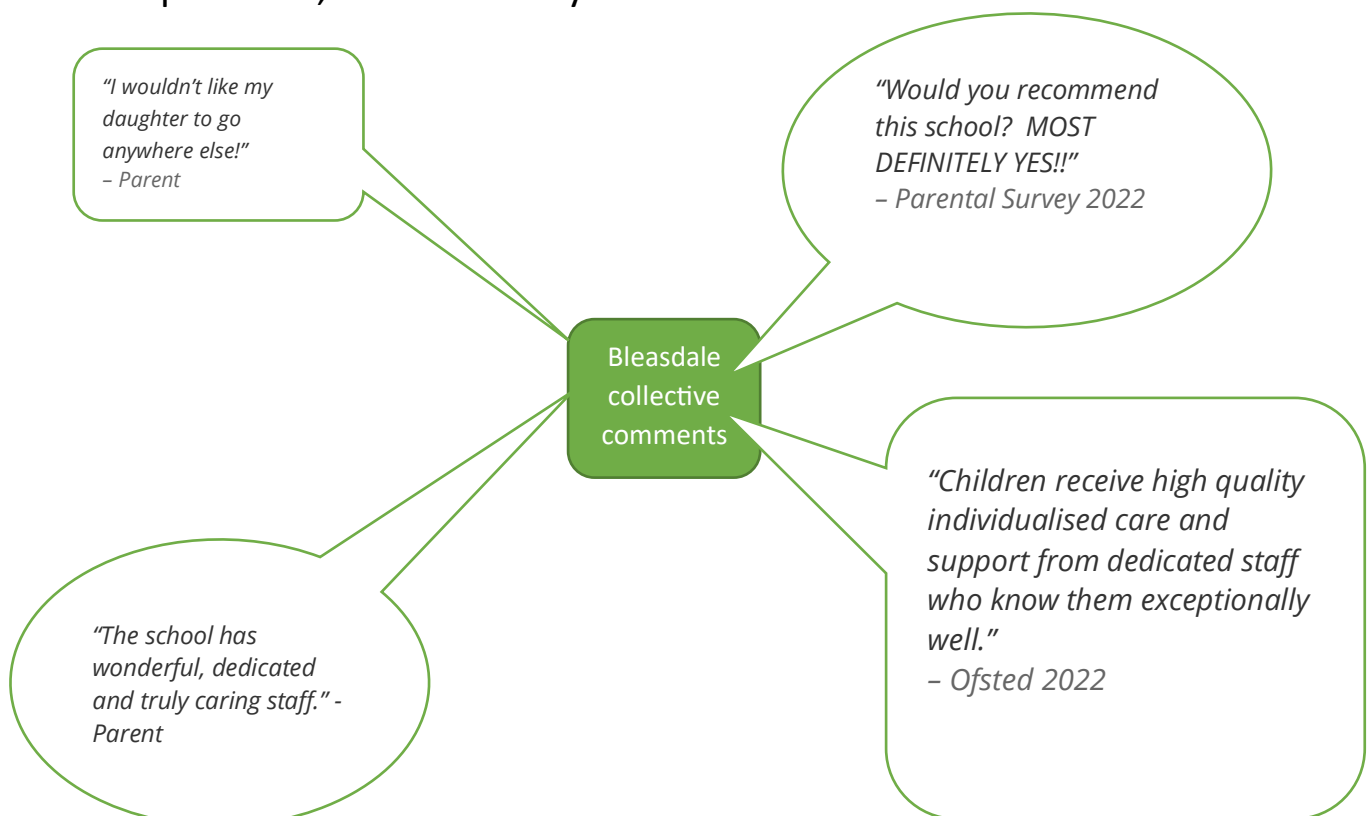 “I wouldn’t like my
daughter to go
anywhere else!”
– Parent
“Would you recommend
this school?  MOST
DEFINITELY YES!!”
– Parental Survey 2022
Bleasdale
collective
comments
“Children receive high quality
individualised care and
support from dedicated staff
who know them exceptionally
well.”
– Ofsted 2022
“The school has
wonderful, dedicated
and truly caring staff.” -
Parent